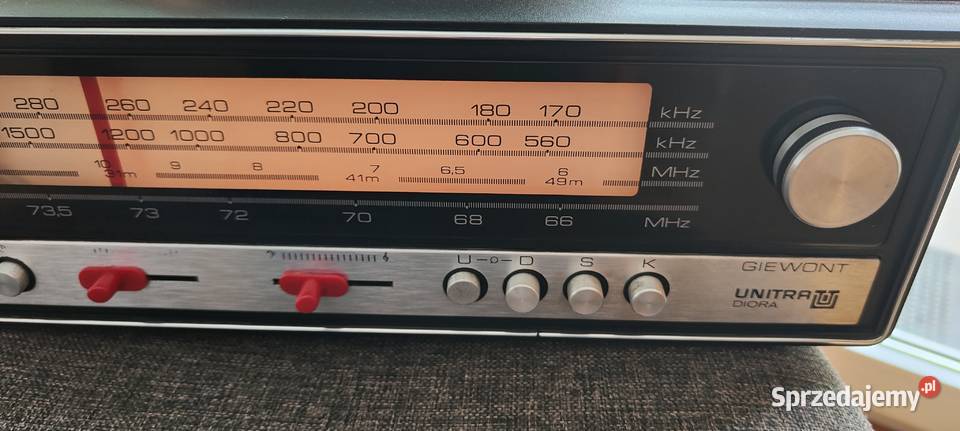 280 260 240 220 200 180 170 kHz
1500 1200 1000 800 700 600 560 kHz
10 9 8 7 6,5 6 MHz
31m 41m 49m
73,5 73 72 70 68 66 MHz
U-o-D S K
GIEWONT
UNITRA
DIORA
Sprzedajemy.pl